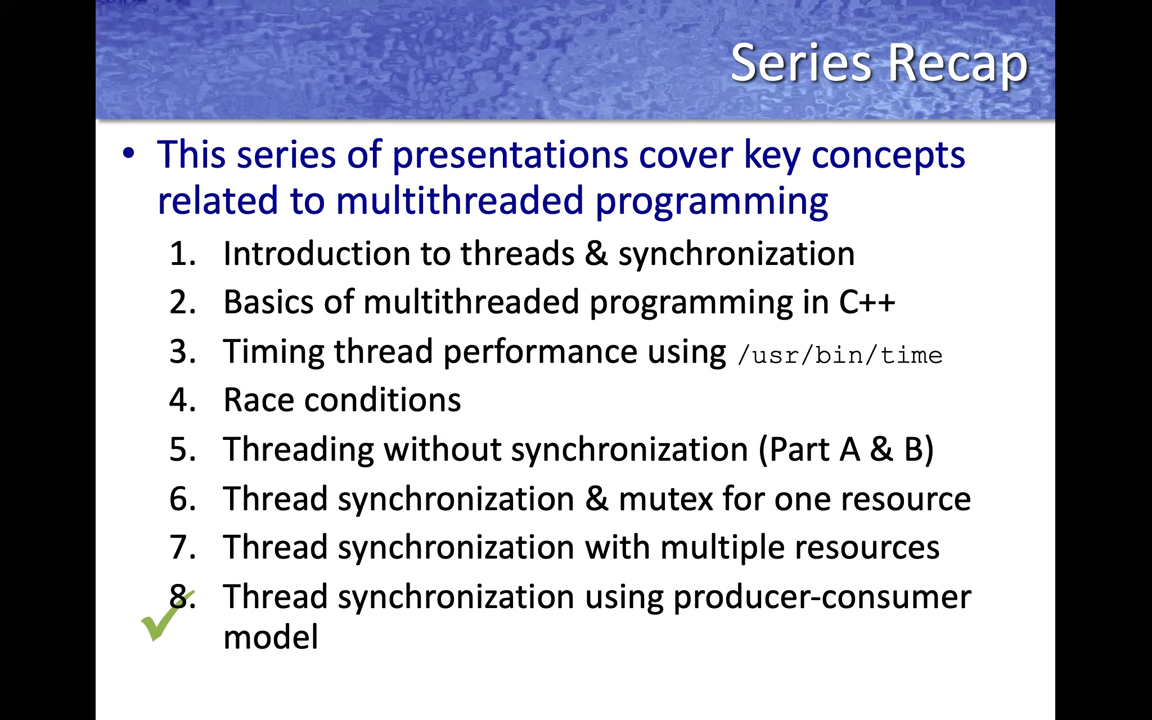 Series Recap
• This series of presentations cover key concepts
related to multithreaded programming
1. Introduction to threads & synchronization
2. Basics of multithreaded programming in C++
3. Timing thread performance using /usr/bin/time
4. Race conditions
5. Threading without synchronization (Part A & B)
6. Thread synchronization & mutex for one resource
7. Thread synchronization with multiple resources
8. Thread synchronization using producer-consumer
model